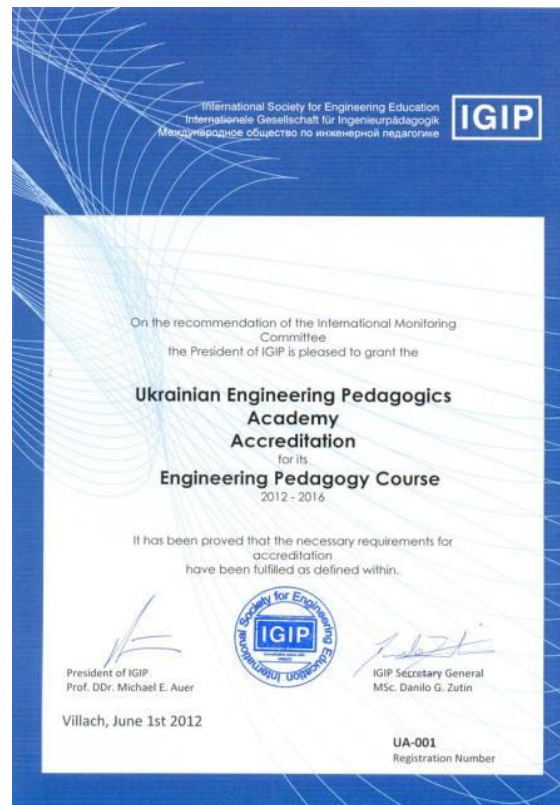 International Society for Engineering Education
Internationale Gesellschaft für Ingenieurpädagogik
Международное общество по инженерной педагогике
IGIP
On the recommendation of the International Monitoring
Committee
the President of IGIP is pleased to grant the
Ukrainian Engineering Pedagogics
Academy
Accreditation
for its
Engineering Pedagogy Course
2012 - 2016
It has been proved that the necessary requirements for
accreditation
have been fulfilled as defined within.
International Society for Engineering Education
IGIP
President of IGIP
Prof. DDr. Michael E. Auer
IGIP Secretary General
MSc. Danilo G. Zutin
Villach, June 1st 2012
UA-001
Registration Number